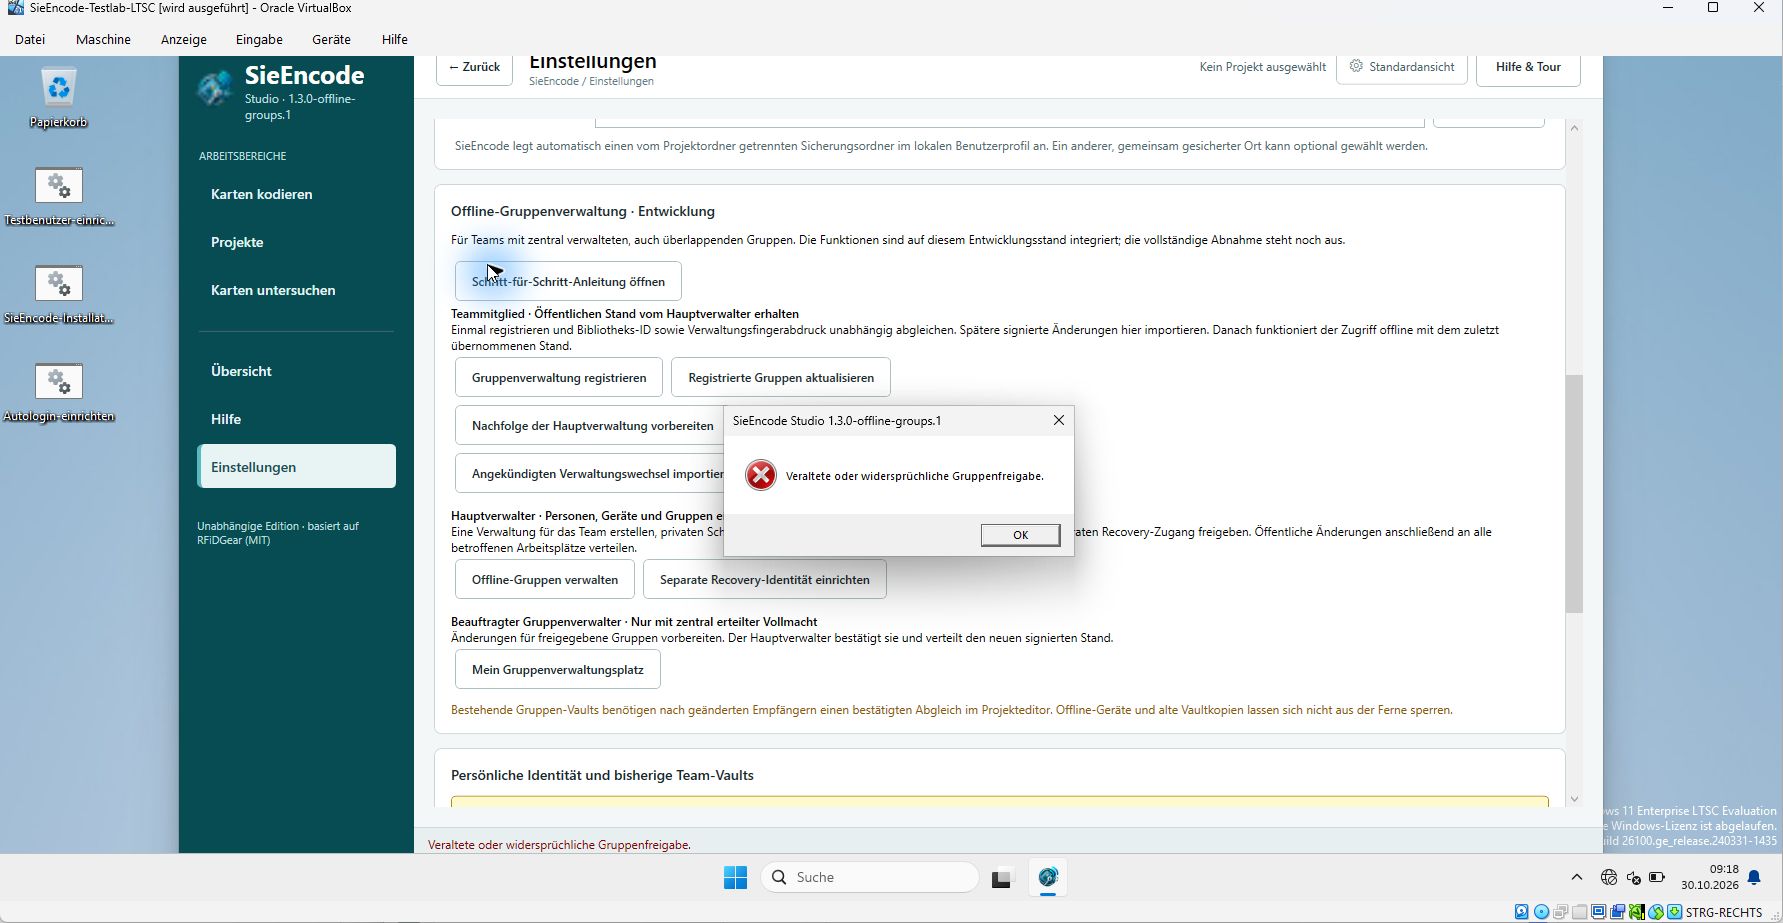 SieEncode-Testlab-LTSC [wird ausgeführt] - Oracle VirtualBox
Datei Maschine Anzeige Eingabe Geräte Hilfe
Papierkorb
Testbenutzer-einric...
SieEncode-Installat...
Autologin-einrichten
SieEncode
Studio · 1.3.0-offline-
groups.1
ARBEITSBEREICHE
Karten kodieren
Projekte
Karten untersuchen
Übersicht
Hilfe
Einstellungen
Unabhängige Edition · basiert auf
RFiDGear (MIT)
← Zurück
Einstellungen
SieEncode / Einstellungen
Kein Projekt ausgewählt
Standardansicht
Hilfe & Tour
SieEncode legt automatisch einen vom Projektordner getrennten Sicherungsordner im lokalen Benutzerprofil an. Ein anderer, gemeinsam gesicherter Ort kann optional gewählt werden.
Offline-Gruppenverwaltung · Entwicklung
Für Teams mit zentral verwalteten, auch überlappenden Gruppen. Die Funktionen sind auf diesem Entwicklungsstand integriert; die vollständige Abnahme steht noch aus.
Schritt-für-Schritt-Anleitung öffnen
Teammitglied · Öffentlichen Stand vom Hauptverwalter erhalten
Einmal registrieren und Bibliotheks-ID sowie Verwaltungsfingerabdruck unabhängig abgleichen. Spätere signierte Änderungen hier importieren. Danach funktioniert der Zugriff offline mit dem zuletzt
übernommenen Stand.
Gruppenverwaltung registrieren
Registrierte Gruppen aktualisieren
Nachfolge der Hauptverwaltung vorbereiten
Angekündigten Verwaltungswechsel importier
SieEncode Studio 1.3.0-offline-groups.1
Veraltete oder widersprüchliche Gruppenfreigabe.
OK
Hauptverwalter · Personen, Geräte und Gruppen e
Eine Verwaltung für das Team erstellen, privaten Sch
raten Recovery-Zugang freigeben. Öffentliche Änderungen anschließend an alle
betroffenen Arbeitsplätze verteilen.
Offline-Gruppen verwalten
Separate Recovery-Identität einrichten
Beauftragter Gruppenverwalter · Nur mit zentral erteilter Vollmacht
Änderungen für freigegebene Gruppen vorbereiten. Der Hauptverwalter bestätigt sie und verteilt den neuen signierten Stand.
Mein Gruppenverwaltungsplatz
Bestehende Gruppen-Vaults benötigen nach geänderten Empfängern einen bestätigten Abgleich im Projekteditor. Offline-Geräte und alte Vaultkopien lassen sich nicht aus der Ferne sperren.
Persönliche Identität und bisherige Team-Vaults
Veraltete oder widersprüchliche Gruppenfreigabe.
ws 11 Enterprise LTSC Evaluation
e Windows-Lizenz ist abgelaufen.
ild 26100.ge_release.240331-1435
Suche
09:18
30.10.2026
STRG-RECHTS